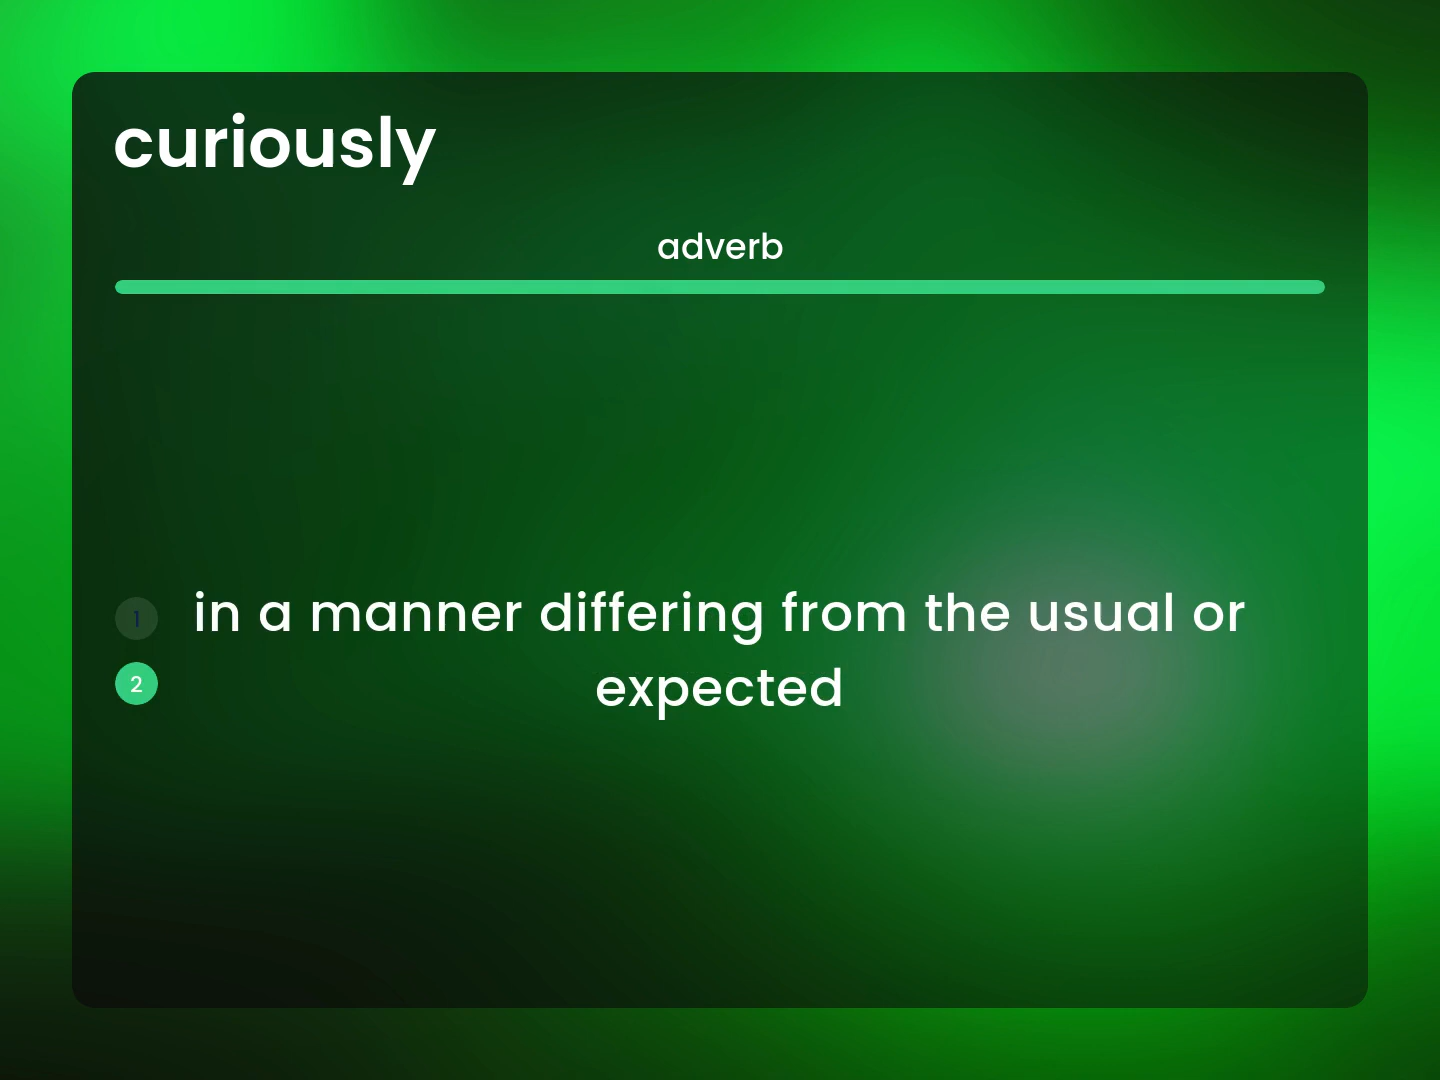 curiously
adverb
1
in a manner differing from the usual or
2
expected